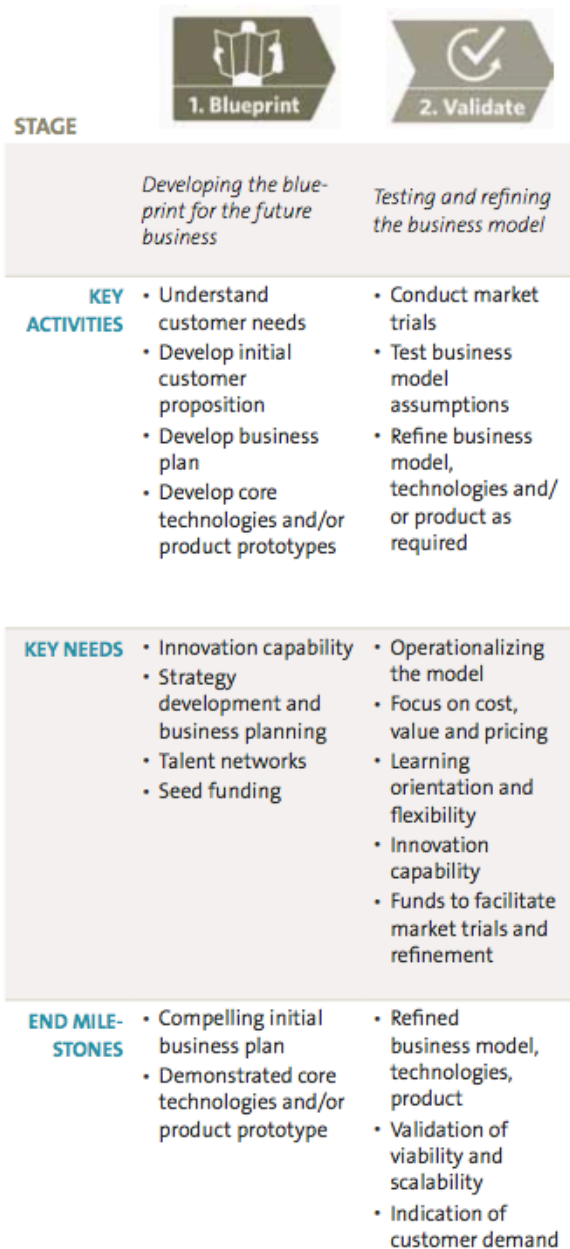 1. Blueprint
2. Validate
STAGE
Developing the blue-
print for the future
business
Testing and refining
the business model
KEY
ACTIVITIES
• Understand
customer needs
• Develop initial
customer
proposition
• Develop business
plan
• Develop core
technologies and/or
product prototypes
• Conduct market
trials
• Test business
model
assumptions
• Refine business
model,
technologies and/
or product as
required
KEY NEEDS
• Innovation capability
• Strategy
development and
business planning
• Talent networks
• Seed funding
• Operationalizing
the model
• Focus on cost,
value and pricing
• Learning
orientation and
flexibility
• Innovation
capability
• Funds to facilitate
market trials and
refinement
END MILE-
STONES
• Compelling initial
business plan
• Demonstrated core
technologies and/or
product prototype
• Refined
business model,
technologies,
product
• Validation of
viability and
scalability
• Indication of
customer demand